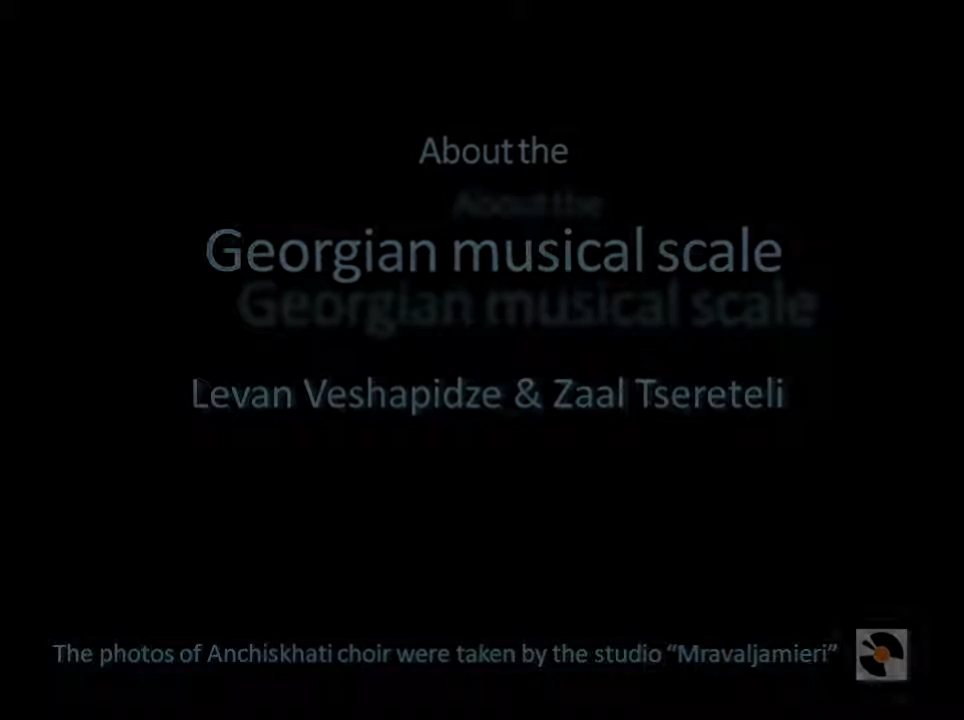 About the
Georgian musical scale
Levan Veshapidze & Zaal Tsereteli
The photos of Anchiskhati choir were taken by the studio “Mravaljamieri”